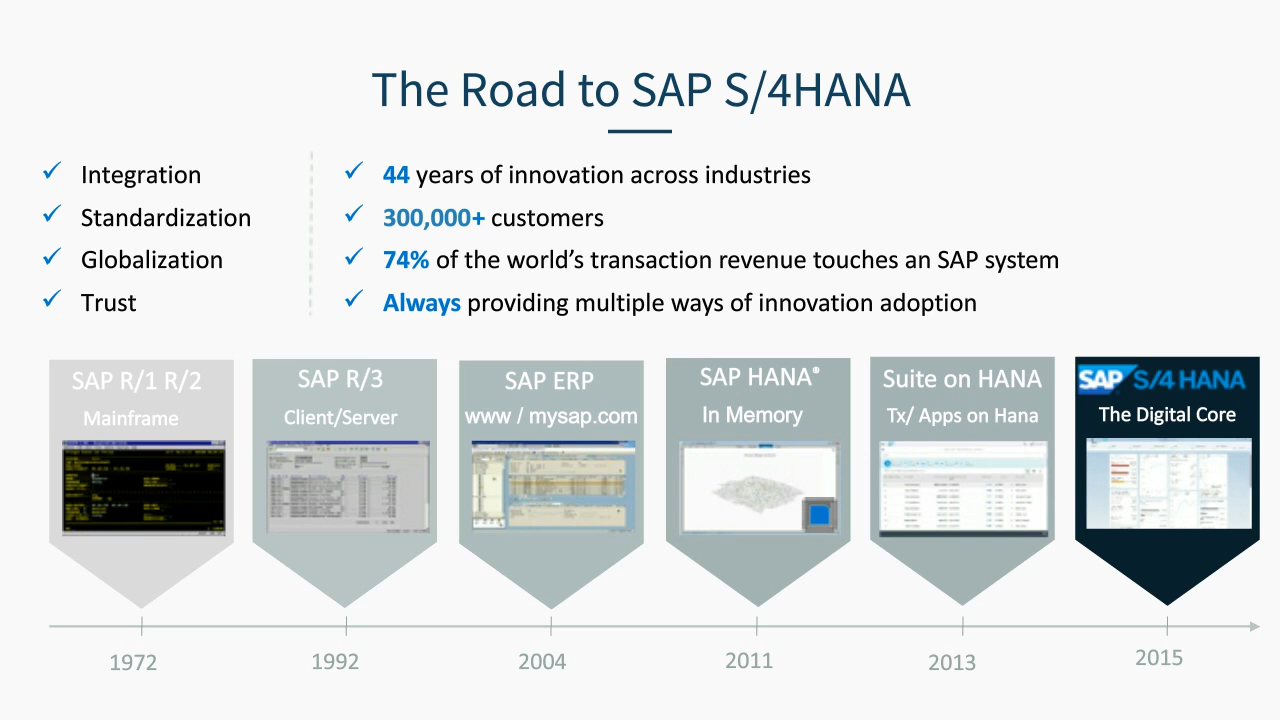 The Road to SAP S/4HANA
✓ Integration
✓ Standardization
✓ Globalization
✓ Trust
✓ 44 years of innovation across industries
✓ 300,000+ customers
✓ 74% of the world’s transaction revenue touches an SAP system
✓ Always providing multiple ways of innovation adoption
SAP R/1 R/2
Mainframe
SAP R/3
Client/Server
SAP ERP
www / mysap.com
SAP HANA®
In Memory
Suite on HANA
Tx/ Apps on Hana
SAP S/4 HANA
The Digital Core
1972
1992
2004
2011
2013
2015